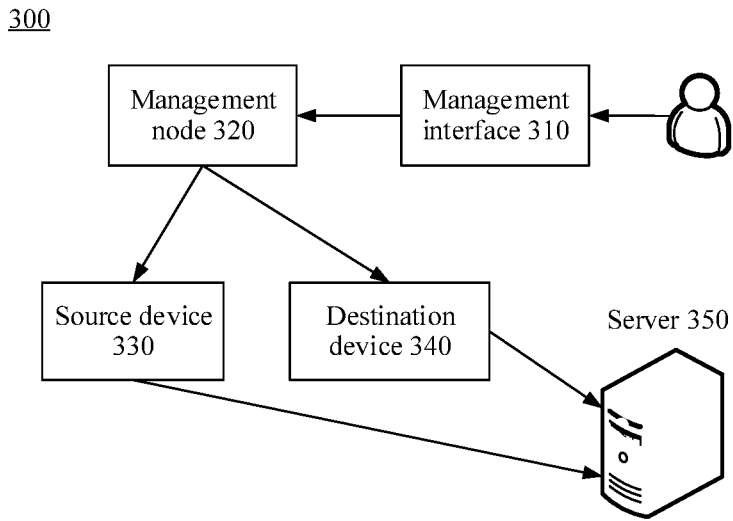 300
Management
node 320
Management
interface 310
Source device
330
Destination
device 340
Server 350